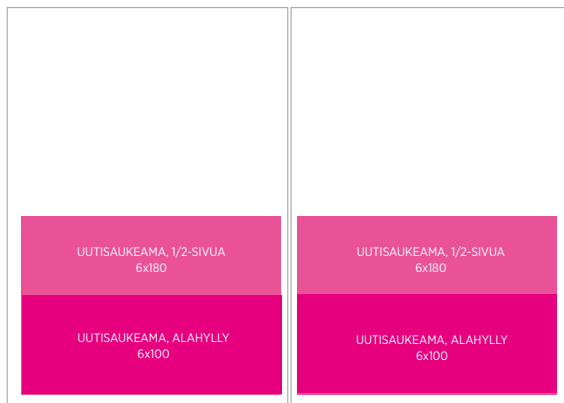 UUTISAUKEAMA, 1/2-SIVUA
6x180
UUTISAUKEAMA, ALAHYLLY
6x100
UUTISAUKEAMA, 1/2-SIVUA
6x180
UUTISAUKEAMA, ALAHYLLY
6x100